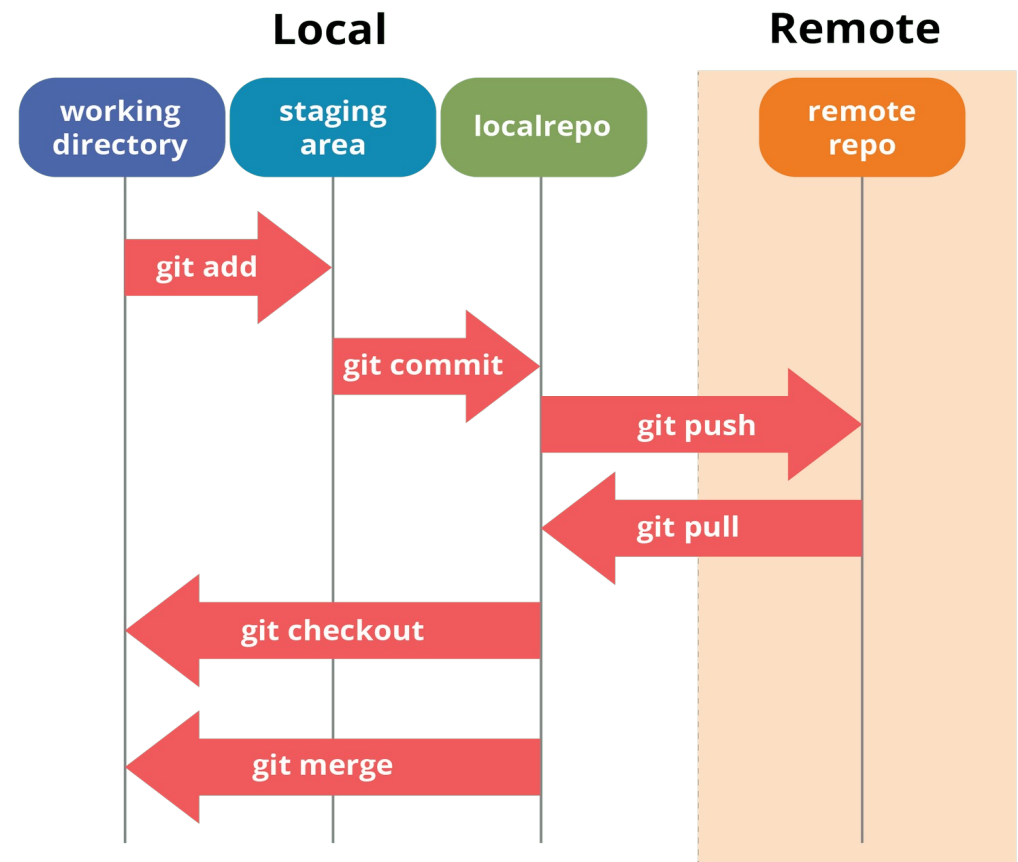 Local
Remote
working
directory
staging
area
localrepo
remote
repo
git add
git commit
git push
git pull
git checkout
git merge